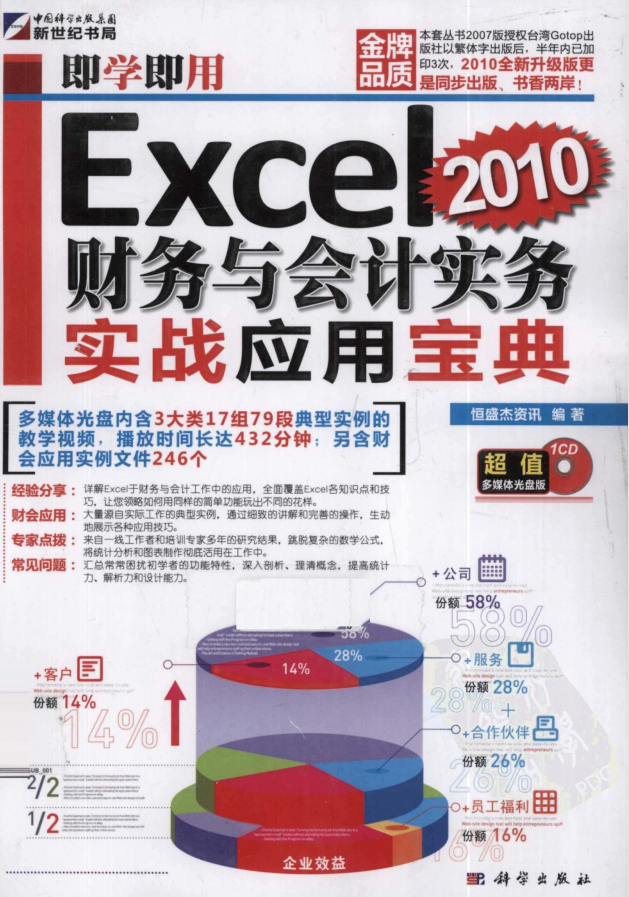 中国科学出版集团
新世纪书局
即学即用
金牌
品质
本套丛书2007版授权台湾Gotop出
版社以繁体字出版后，半年内已加
印3次，2010全新升级版更
是同步出版、书香两岸！
Excel 2010
财务与会计实务
实战应用宝典
多媒体光盘内含3大类17组79段典型实例的
教学视频，播放时间长达432分钟；另含财
会应用实例文件246个
恒盛杰资讯 编著
超值
多媒体光盘版
1CD
经验分享：详解Excel于财务与会计工作中的应用，全面覆盖Excel各知识点和技
巧，让您领略如何用同样的简单功能玩出不同的花样。
财会应用：大量源自实际工作的典型实例，通过细致的讲解和完善的操作，生动
地展示各种应用技巧。
专家点拨：来自一线工作者和培训专家多年的研究结果，跳脱复杂的数学公式，
将统计分析和图表制作彻底活用在工作中。
常见问题：汇总常常困扰初学者的功能特性，深入剖析、理清概念，提高统计
力、解析力和设计能力。
+公司
份额 58%
58%
58%
28%
14%
+服务
份额 28%
28%
+客户
份额 14%
14%
+合作伙伴
份额 26%
26%
2/2
1/2
+员工福利
份额 16%
16%
企业效益
科学出版社